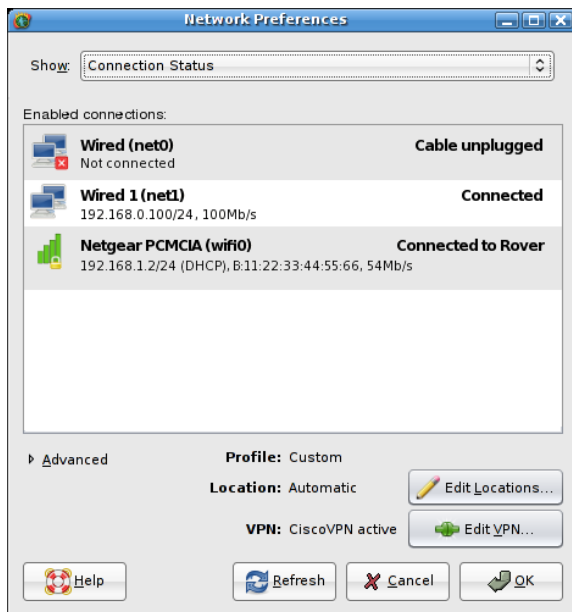 Network Preferences
Show: Connection Status
Enabled connections:
Wired (net0) Cable unplugged
Not connected
Wired 1 (net1) Connected
192.168.0.100/24, 100Mb/s
Netgear PCMCIA (wifi0) Connected to Rover
192.168.1.2/24 (DHCP), B:11:22:33:44:55:66, 54Mb/s
Advanced Profile: Custom
Location: Automatic Edit Locations...
VPN: CiscoVPN active Edit VPN...
Help Refresh Cancel OK